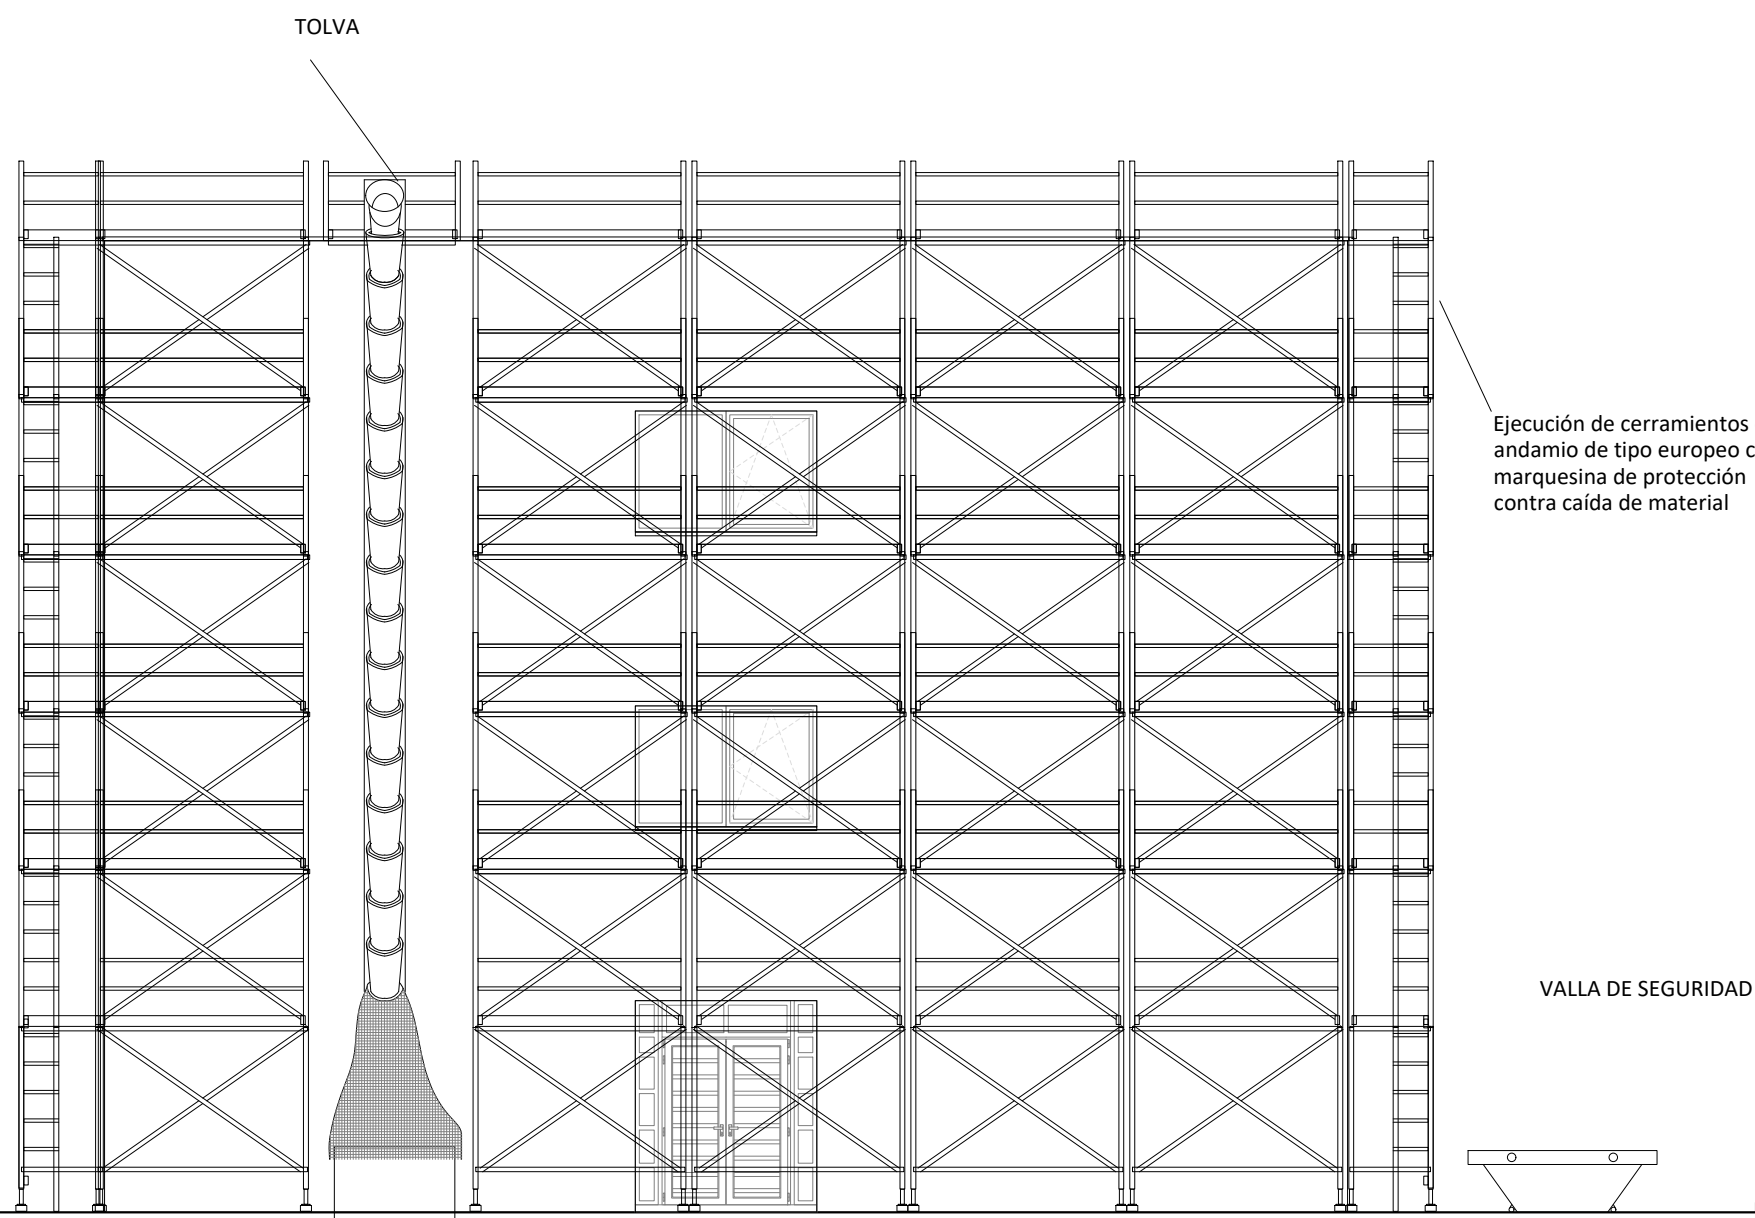 TOLVA
Ejecución de cerramientos
andamio de tipo europeo c
marquesina de protección
contra caída de material
VALLA DE SEGURIDAD